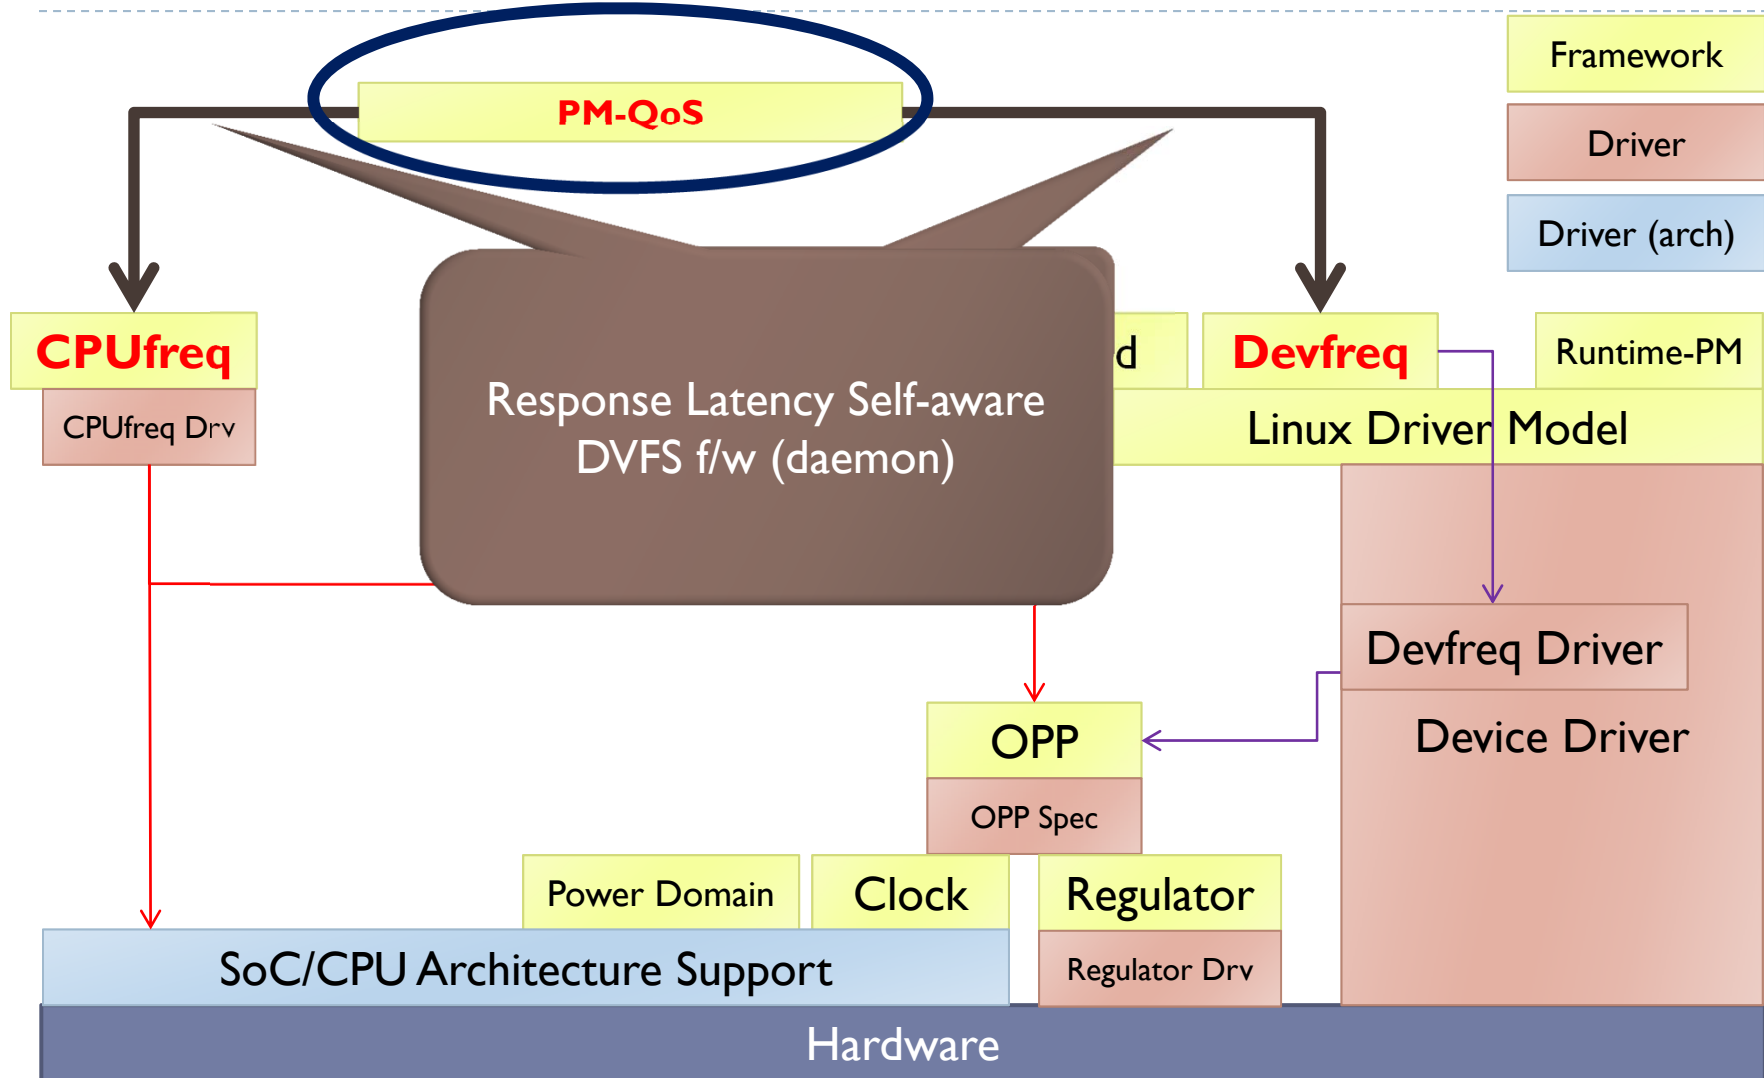 Framework
PM-QoS
Driver
Driver (arch)
CPUfreq
Devfreq
Runtime-PM
CPUfreq Drv
Response Latency Self-aware
DVFS f/w (daemon)
Linux Driver Model
Devfreq Driver
Device Driver
OPP
OPP Spec
Power Domain
Clock
Regulator
SoC/CPU Architecture Support
Regulator Drv
Hardware